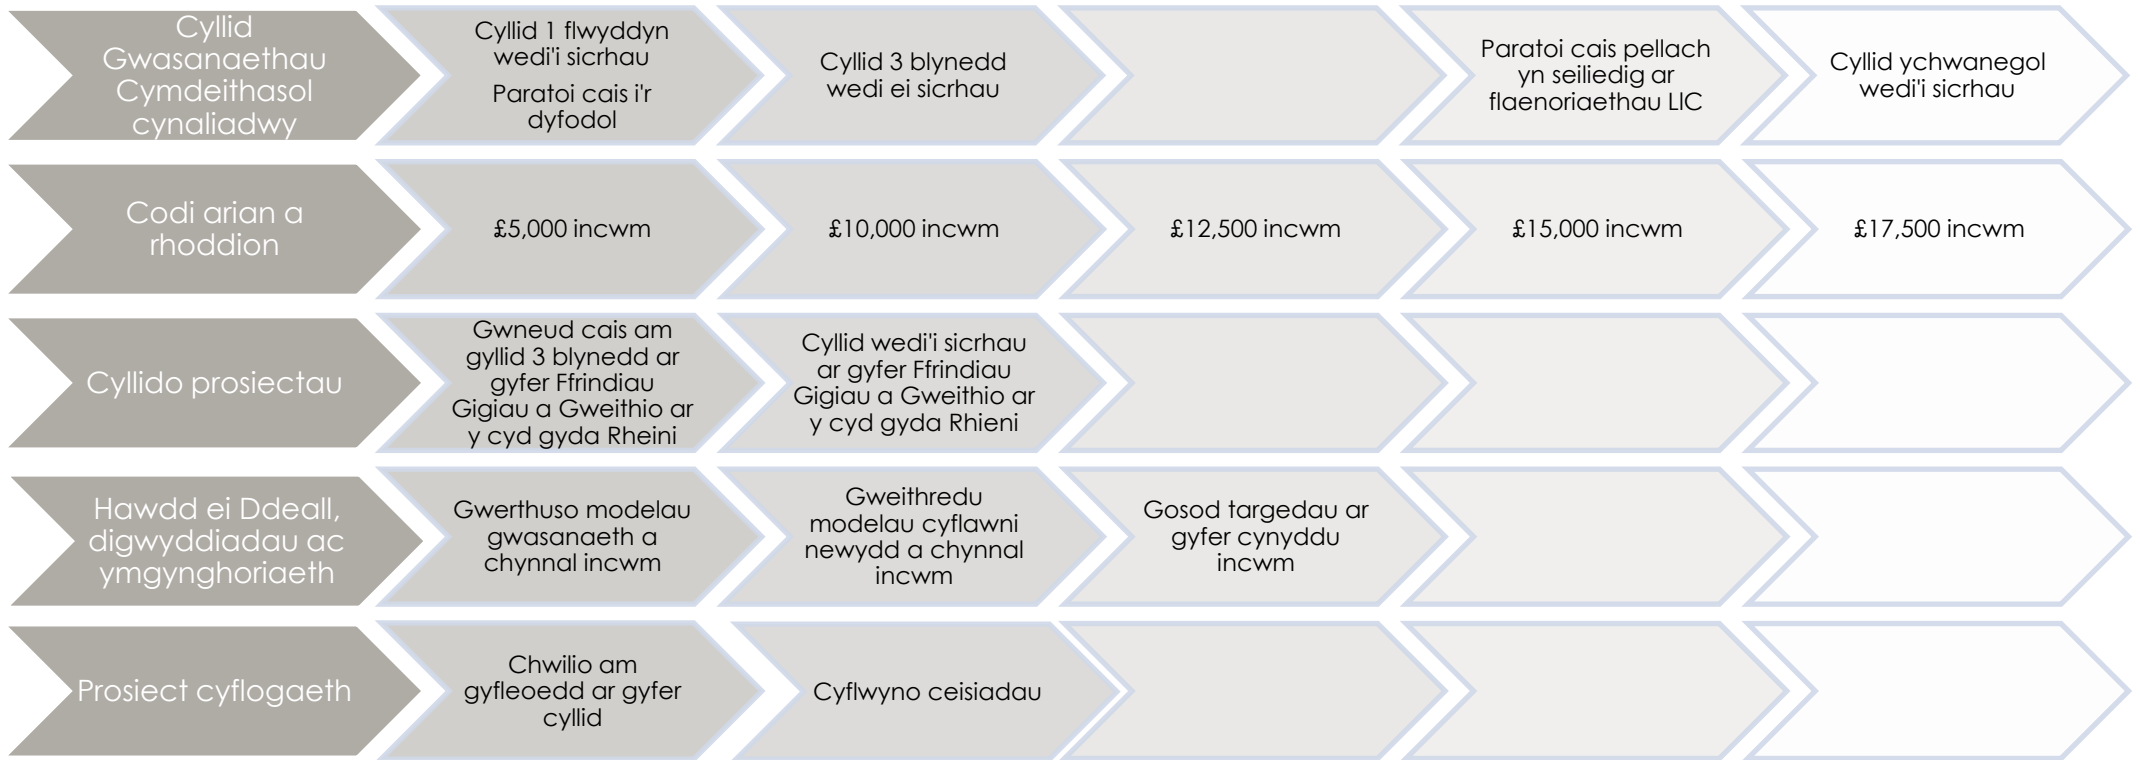 Cyllid
Gwasanaethau
Cymdeithasol
cynaliadwy
Cyllid 1 flwyddyn
wedi'i sicrhau
Paratoi cais i'r
dyfodol
Cyllid 3 blynedd
wedi ei sicrhau
Paratoi cais pellach
yn seiliedig ar
flaenoriaethau LlC
Cyllid ychwanegol
wedi'i sicrhau
Codi arian a
rhoddion
£5,000 incwm
£10,000 incwm
£12,500 incwm
£15,000 incwm
£17,500 incwm
Cyllido prosiectau
Gwneud cais am
gyllid 3 blynedd ar
gyfer Ffrindiau
Gigiau a Gweithio ar
y cyd gyda Rheini
Cyllid wedi'i sicrhau
ar gyfer Ffrindiau
Gigiau a Gweithio ar
y cyd gyda Rhieni
Hawdd ei Ddeall,
digwyddiadau ac
ymgynghoriaeth
Gwerthuso modelau
gwasanaeth a
chynnal incwm
Gweithredu
modelau cyflawni
newydd a chynnal
incwm
Gosod targedau ar
gyfer cynyddu
incwm
Prosiect cyflogaeth
Chwilio am
gyfleoedd ar gyfer
cyllid
Cyflwyno ceisiadau